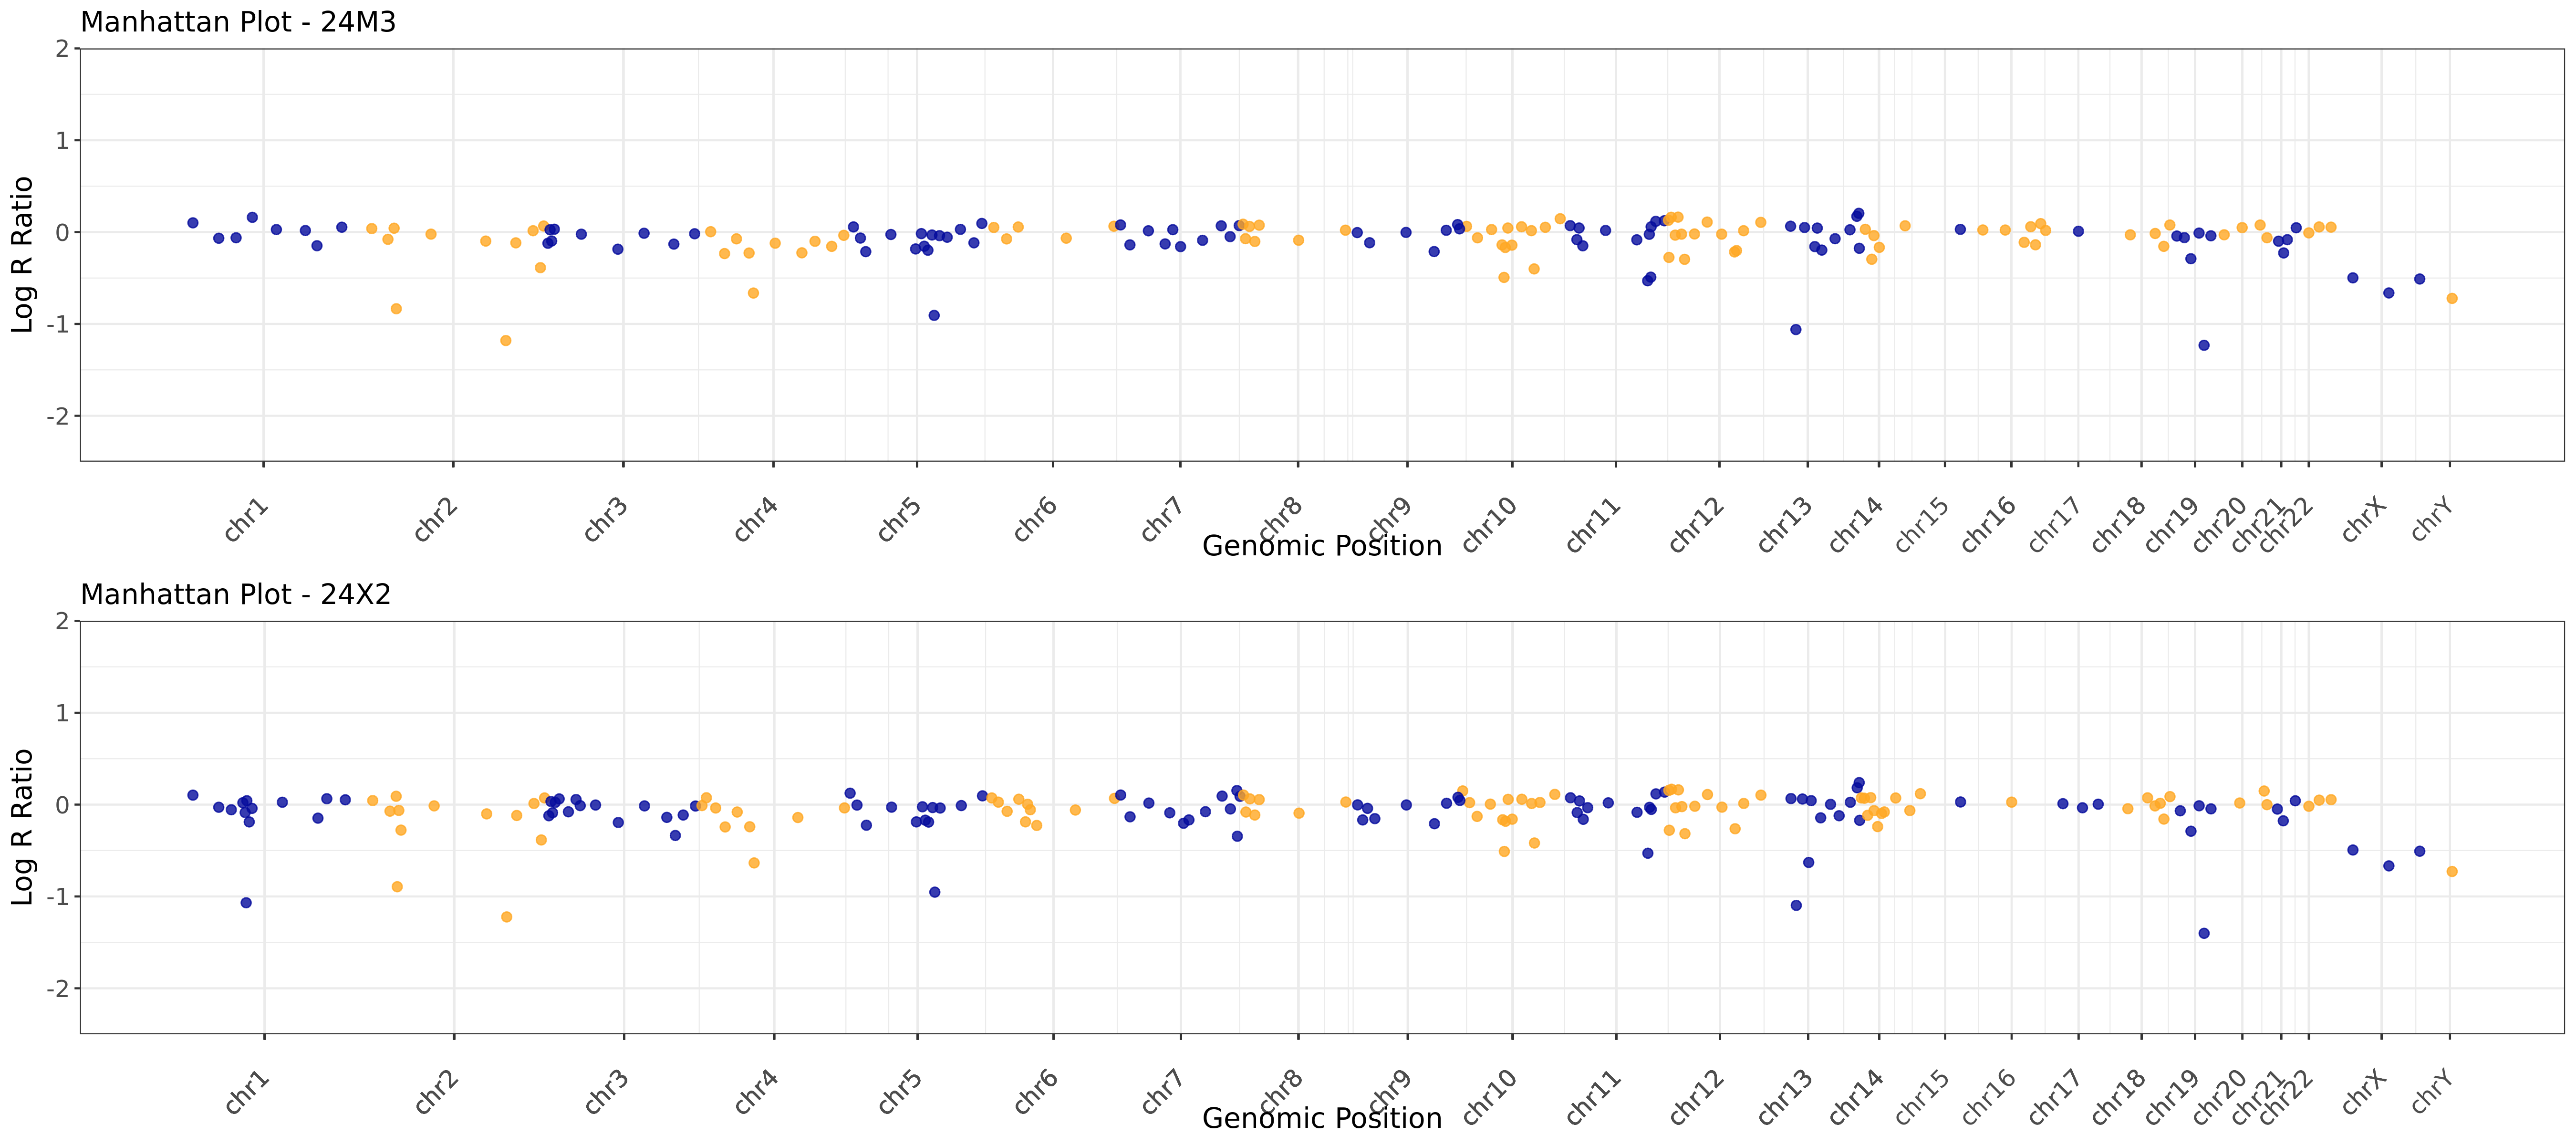 Manhattan Plot - 24M3
2
1
0
-1
-2
Log R Ratio
chr1 chr2 chr3 chr4 chr5 chr6 chr7 chr8 chr9 chr10 chr11 chr12 chr13 chr14 chr15 chr16 chr17 chr18 chr19 chr20 chr21 chr22 chrX chrY
Genomic Position
Manhattan Plot - 24X2
2
1
0
-1
-2
Log R Ratio
chr1 chr2 chr3 chr4 chr5 chr6 chr7 chr8 chr9 chr10 chr11 chr12 chr13 chr14 chr15 chr16 chr17 chr18 chr19 chr20 chr21 chr22 chrX chrY
Genomic Position